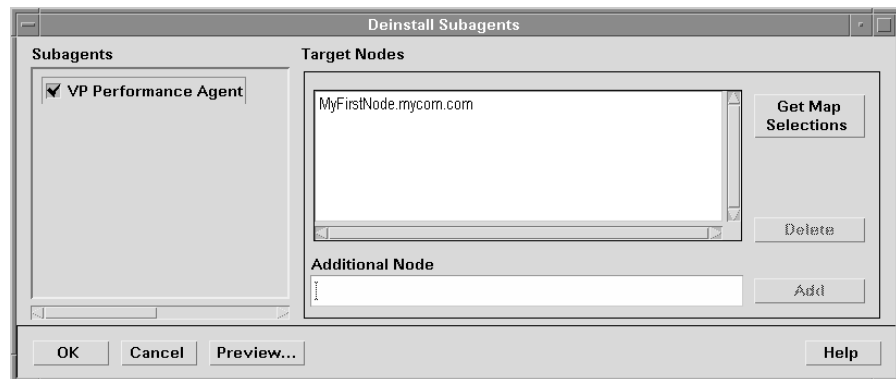 Deinstall Subagents
Subagents
Target Nodes
VP Performance Agent
MyFirstNode.mycom.com
Get Map
Selections
Delete
Additional Node
Add
OK
Cancel
Preview...
Help